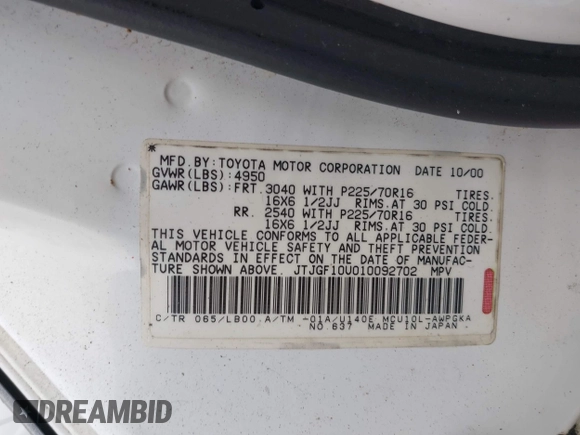 MFD. BY: TOYOTA MOTOR CORPORATION DATE 10/00
GVWR(LBS): 4950
GAWR(LBS): FRT. 3040 WITH P225/70R16 TIRES.
16X6 1/2JJ RIMS. AT 30 PSI COLD.
RR. 2540 WITH P225/70R16 TIRES.
16X6 1/2JJ RIMS. AT 30 PSI COLD.
THIS VEHICLE CONFORMS TO ALL APPLICABLE FEDER-
AL MOTOR VEHICLE SAFETY AND THEFT PREVENTION
STANDARDS IN EFFECT ON THE DATE OF MANUFAC-
TURE SHOWN ABOVE. JTJGF10U010092702 MPV
C/TR 065/LB00 A/TM -01A/U140E MCU10L-AWPGKA
NO.637 MADE IN JAPAN
DREAMBID